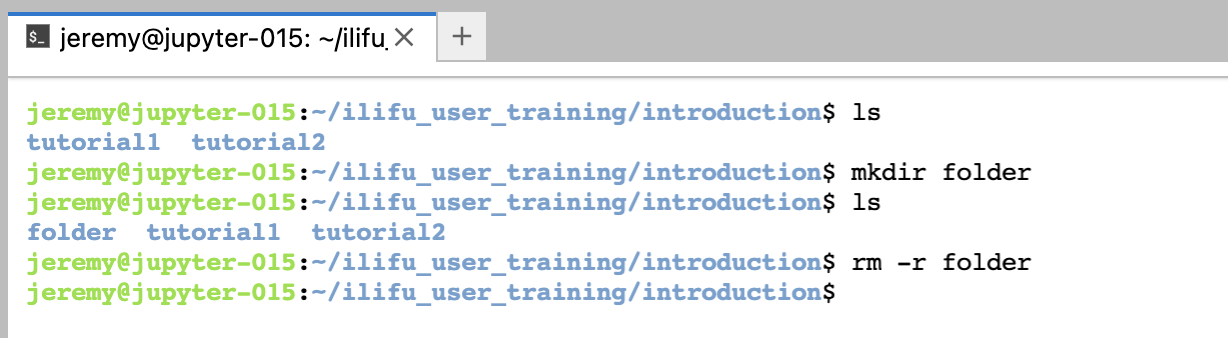 $_ jeremy@jupyter-015: ~/ilifu_
jeremy@jupyter-015:~/ilifu_user_training/introduction$ ls
tutorial1  tutorial2
jeremy@jupyter-015:~/ilifu_user_training/introduction$ mkdir folder
jeremy@jupyter-015:~/ilifu_user_training/introduction$ ls
folder  tutorial1  tutorial2
jeremy@jupyter-015:~/ilifu_user_training/introduction$ rm -r folder
jeremy@jupyter-015:~/ilifu_user_training/introduction$